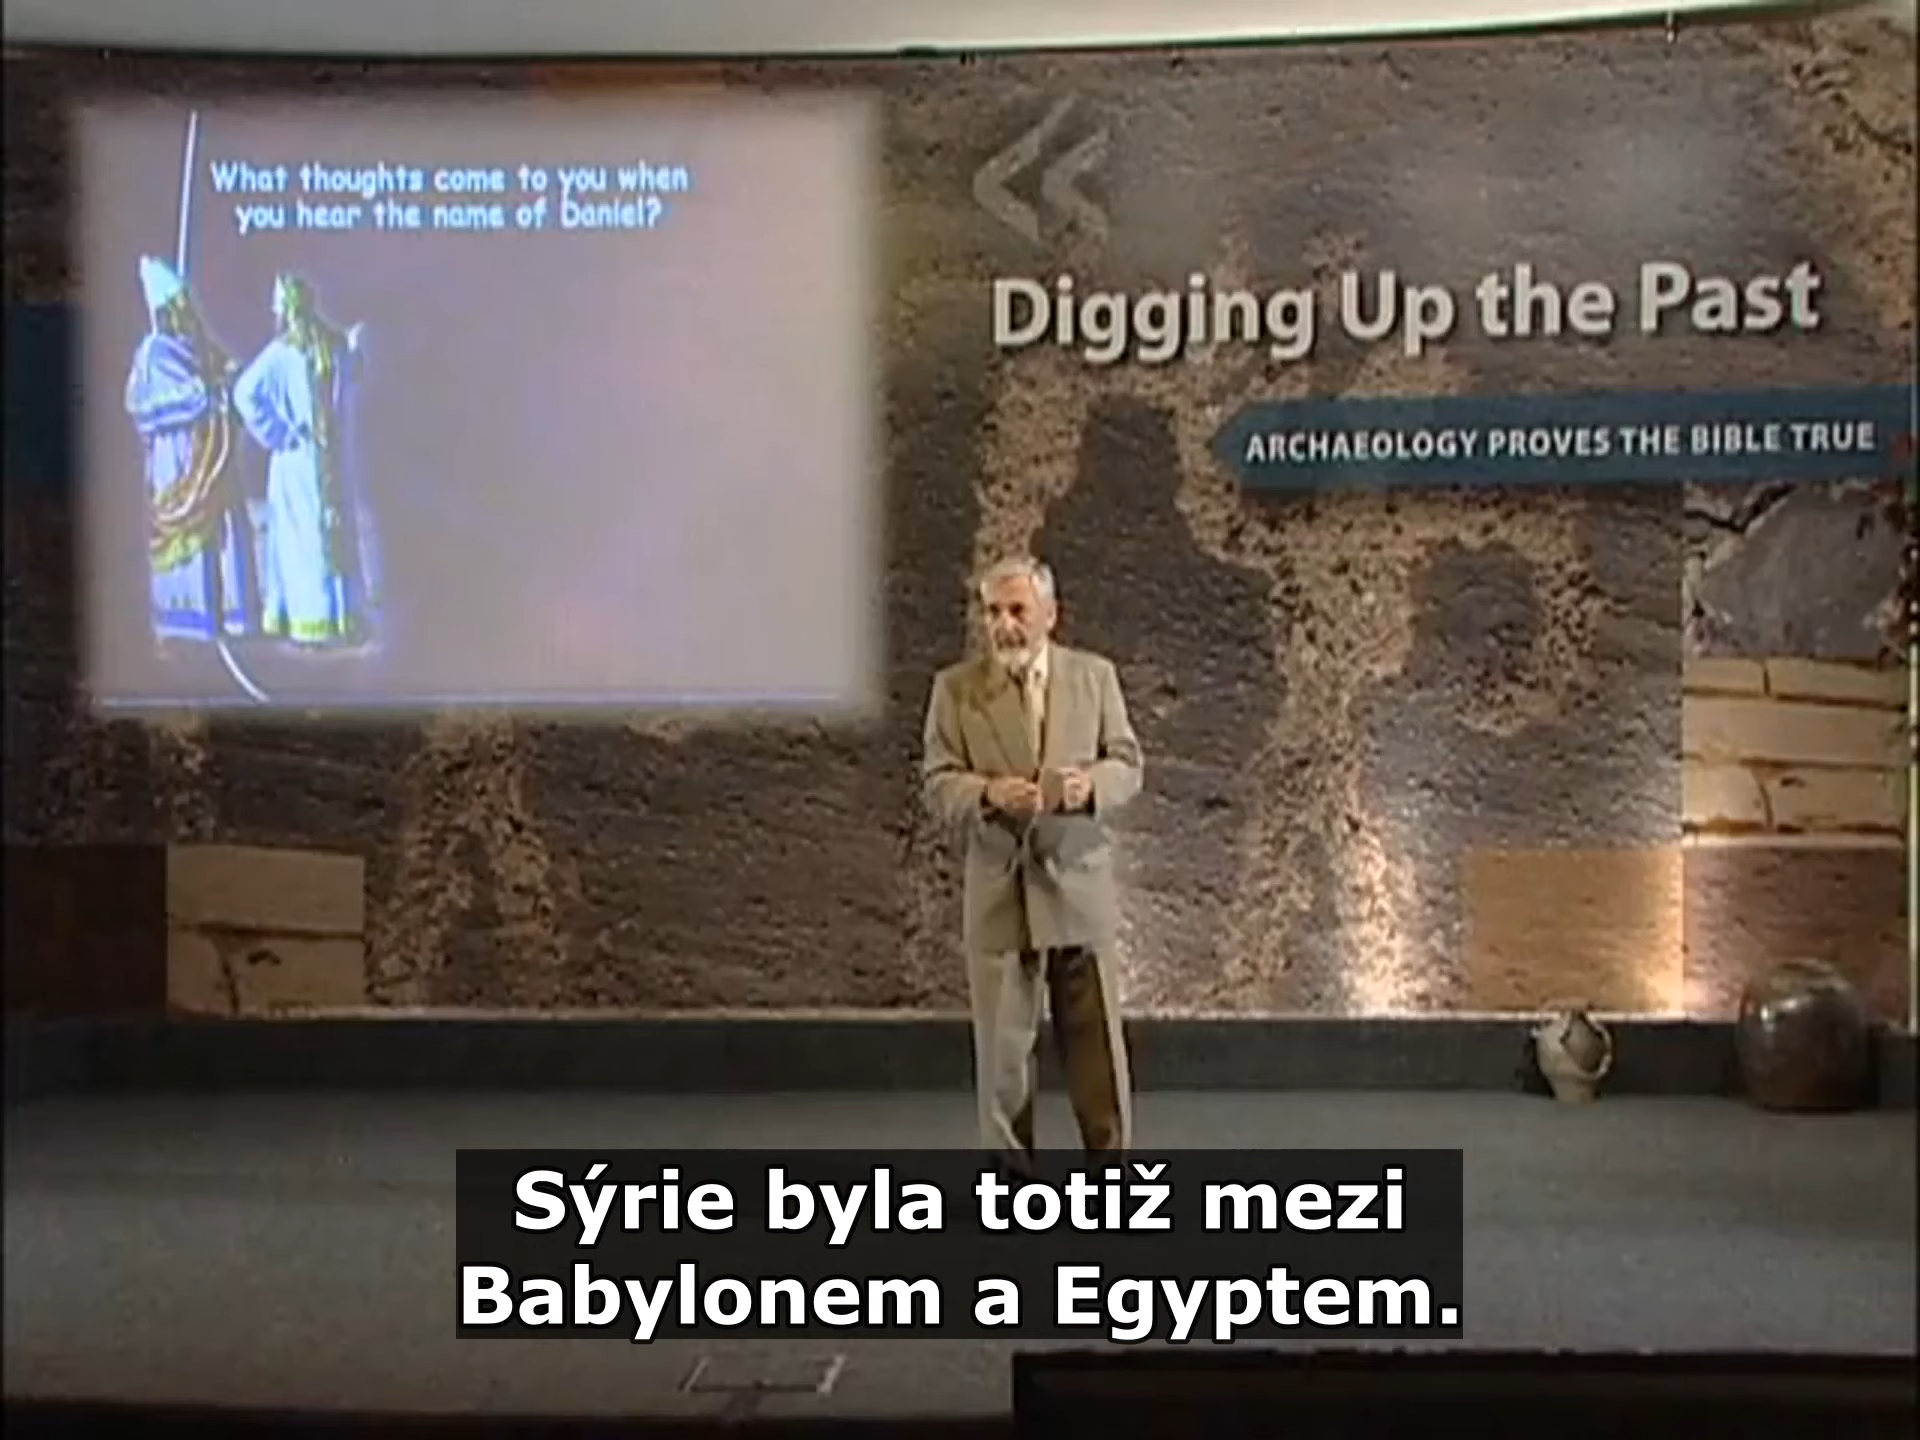 What thoughts come to you when
you hear the name of Daniel?
Digging Up the Past
ARCHAEOLOGY PROVES THE BIBLE TRUE
Sýrie byla totiž mezi
Babylonem a Egyptem.